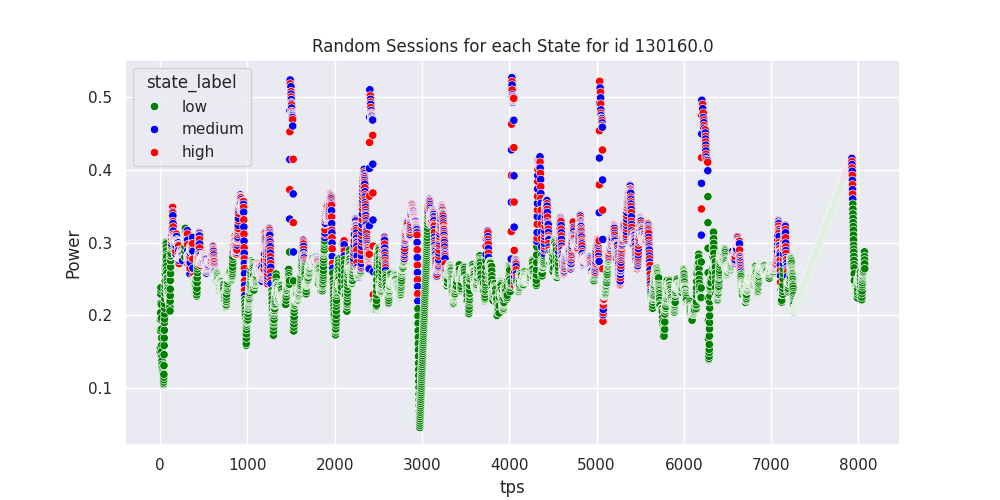 Random Sessions for each State for id 130160.0
state_label
low
medium
high
Power
0.5
0.4
0.3
0.2
0.1
0 1000 2000 3000 4000 5000 6000 7000 8000
tps